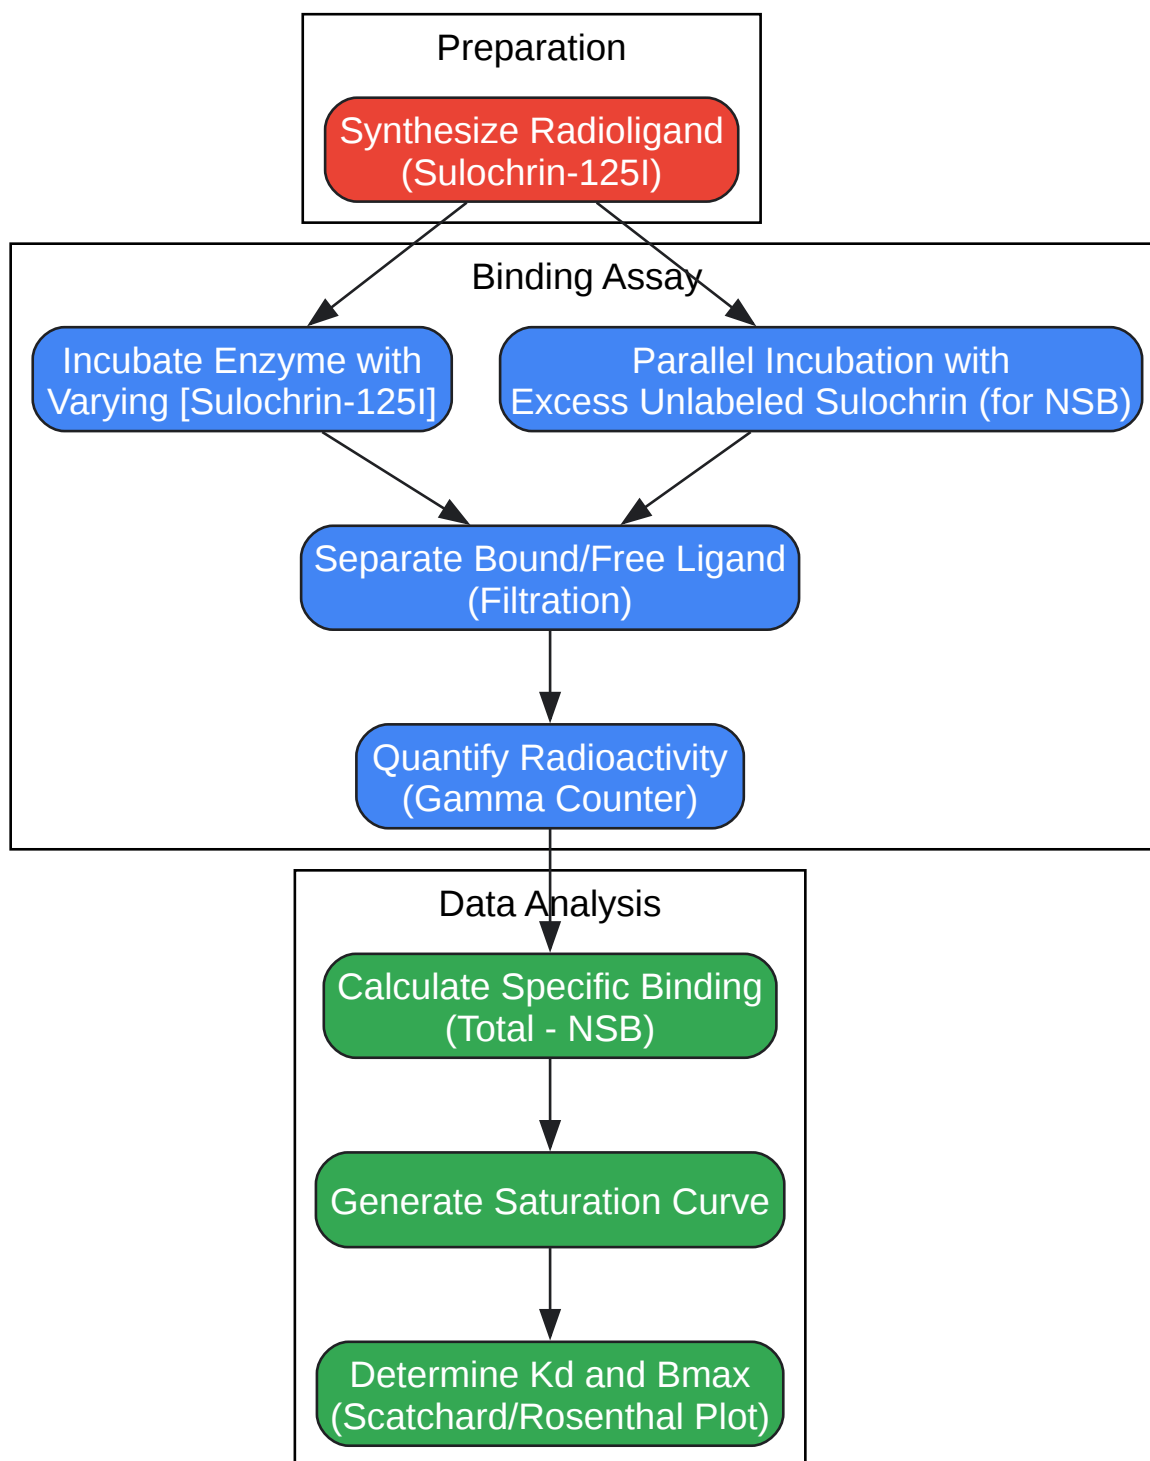 Preparation
Synthesize Radioligand
(Sulochrin-125I)
Binding Assay
Incubate Enzyme with
Varying [Sulochrin-125I]
Parallel Incubation with
Excess Unlabeled Sulochrin (for NSB)
Separate Bound/Free Ligand
(Filtration)
Quantify Radioactivity
(Gamma Counter)
Data Analysis
Calculate Specific Binding
(Total - NSB)
Generate Saturation Curve
Determine Kd and Bmax
(Scatchard/Rosenthal Plot)